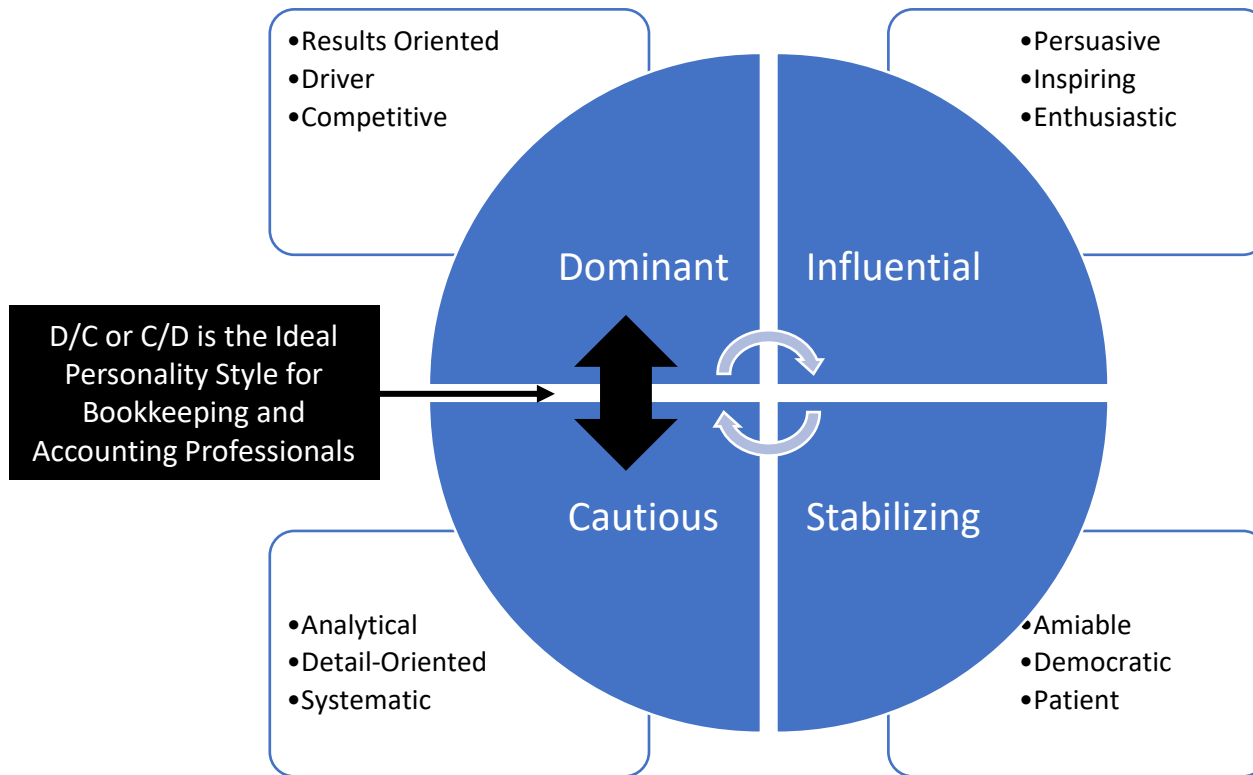 •Results Oriented
•Driver
•Competitive
•Persuasive
•Inspiring
•Enthusiastic
Dominant
Influential
D/C or C/D is the Ideal
Personality Style for
Bookkeeping and
Accounting Professionals
Cautious
Stabilizing
•Analytical
•Detail-Oriented
•Systematic
•Amiable
•Democratic
•Patient